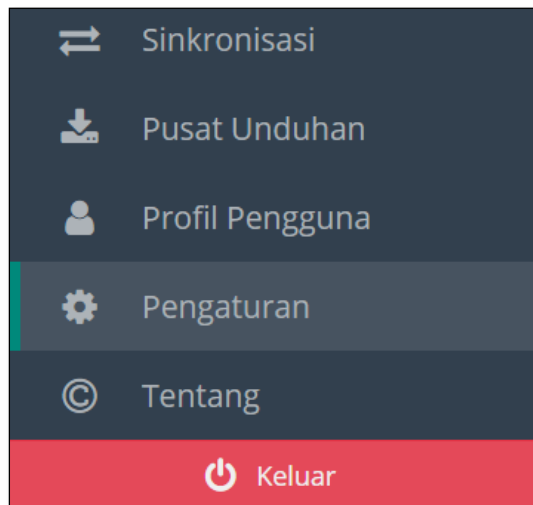 Sinkronisasi
Pusat Unduhan
Profil Pengguna
Pengaturan
© Tentang
Keluar